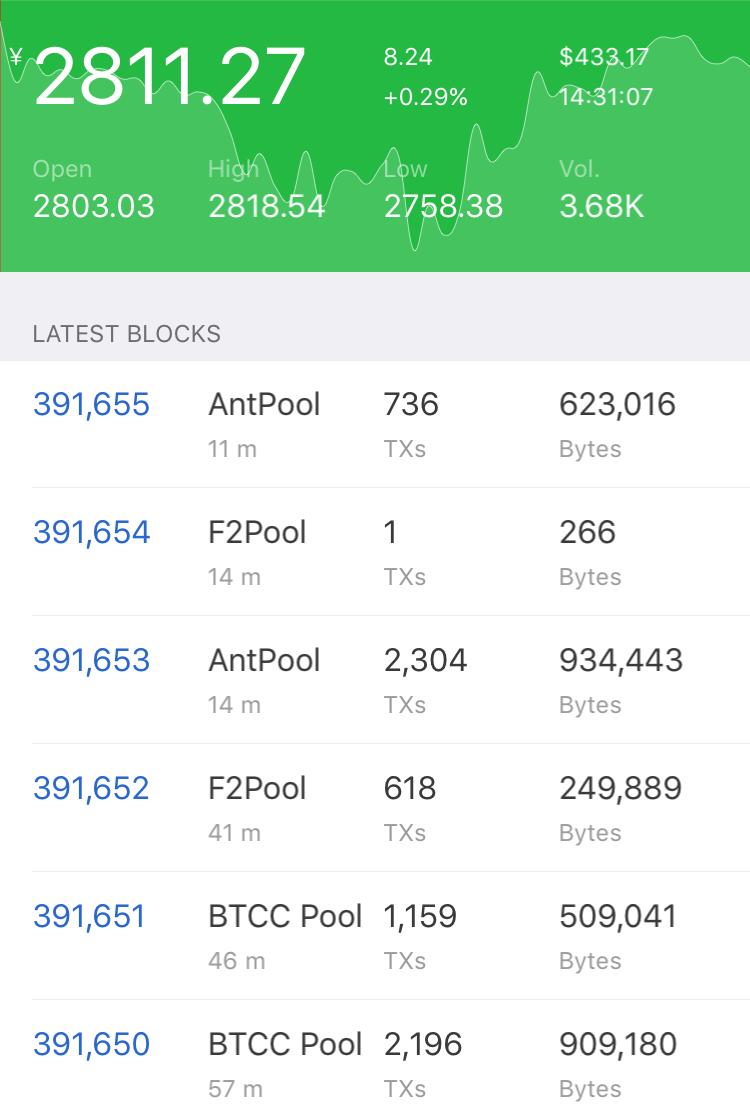 ¥ 2811.27 8.24 $433.17
+0.29% 14:31:07
Open High Low Vol.
2803.03 2818.54 2758.38 3.68K
LATEST BLOCKS
391,655 AntPool 736 623,016
11 m TXs Bytes
391,654 F2Pool 1 266
14 m TXs Bytes
391,653 AntPool 2,304 934,443
14 m TXs Bytes
391,652 F2Pool 618 249,889
41 m TXs Bytes
391,651 BTCC Pool 1,159 509,041
46 m TXs Bytes
391,650 BTCC Pool 2,196 909,180
57 m TXs Bytes